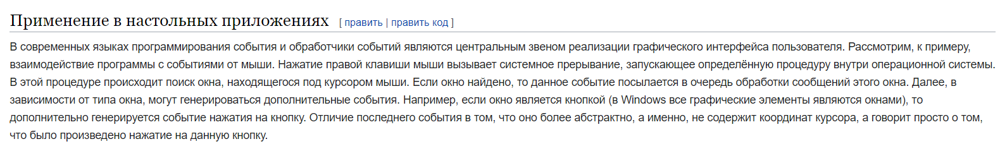 Применение в настольных приложениях [ править | править код ]
В современных языках программирования события и обработчики событий являются центральным звеном реализации графического интерфейса пользователя. Рассмотрим, к примеру,
взаимодействие программы с событиями от мыши. Нажатие правой клавиши мыши вызывает системное прерывание, запускающее определённую процедуру внутри операционной системы.
В этой процедуре происходит поиск окна, находящегося под курсором мыши. Если окно найдено, то данное событие посылается в очередь обработки сообщений этого окна. Далее, в
зависимости от типа окна, могут генерироваться дополнительные события. Например, если окно является кнопкой (в Windows все графические элементы являются окнами), то
дополнительно генерируется событие нажатия на кнопку. Отличие последнего события в том, что оно более абстрактно, а именно, не содержит координат курсора, а говорит просто о том,
что было произведено нажатие на данную кнопку.